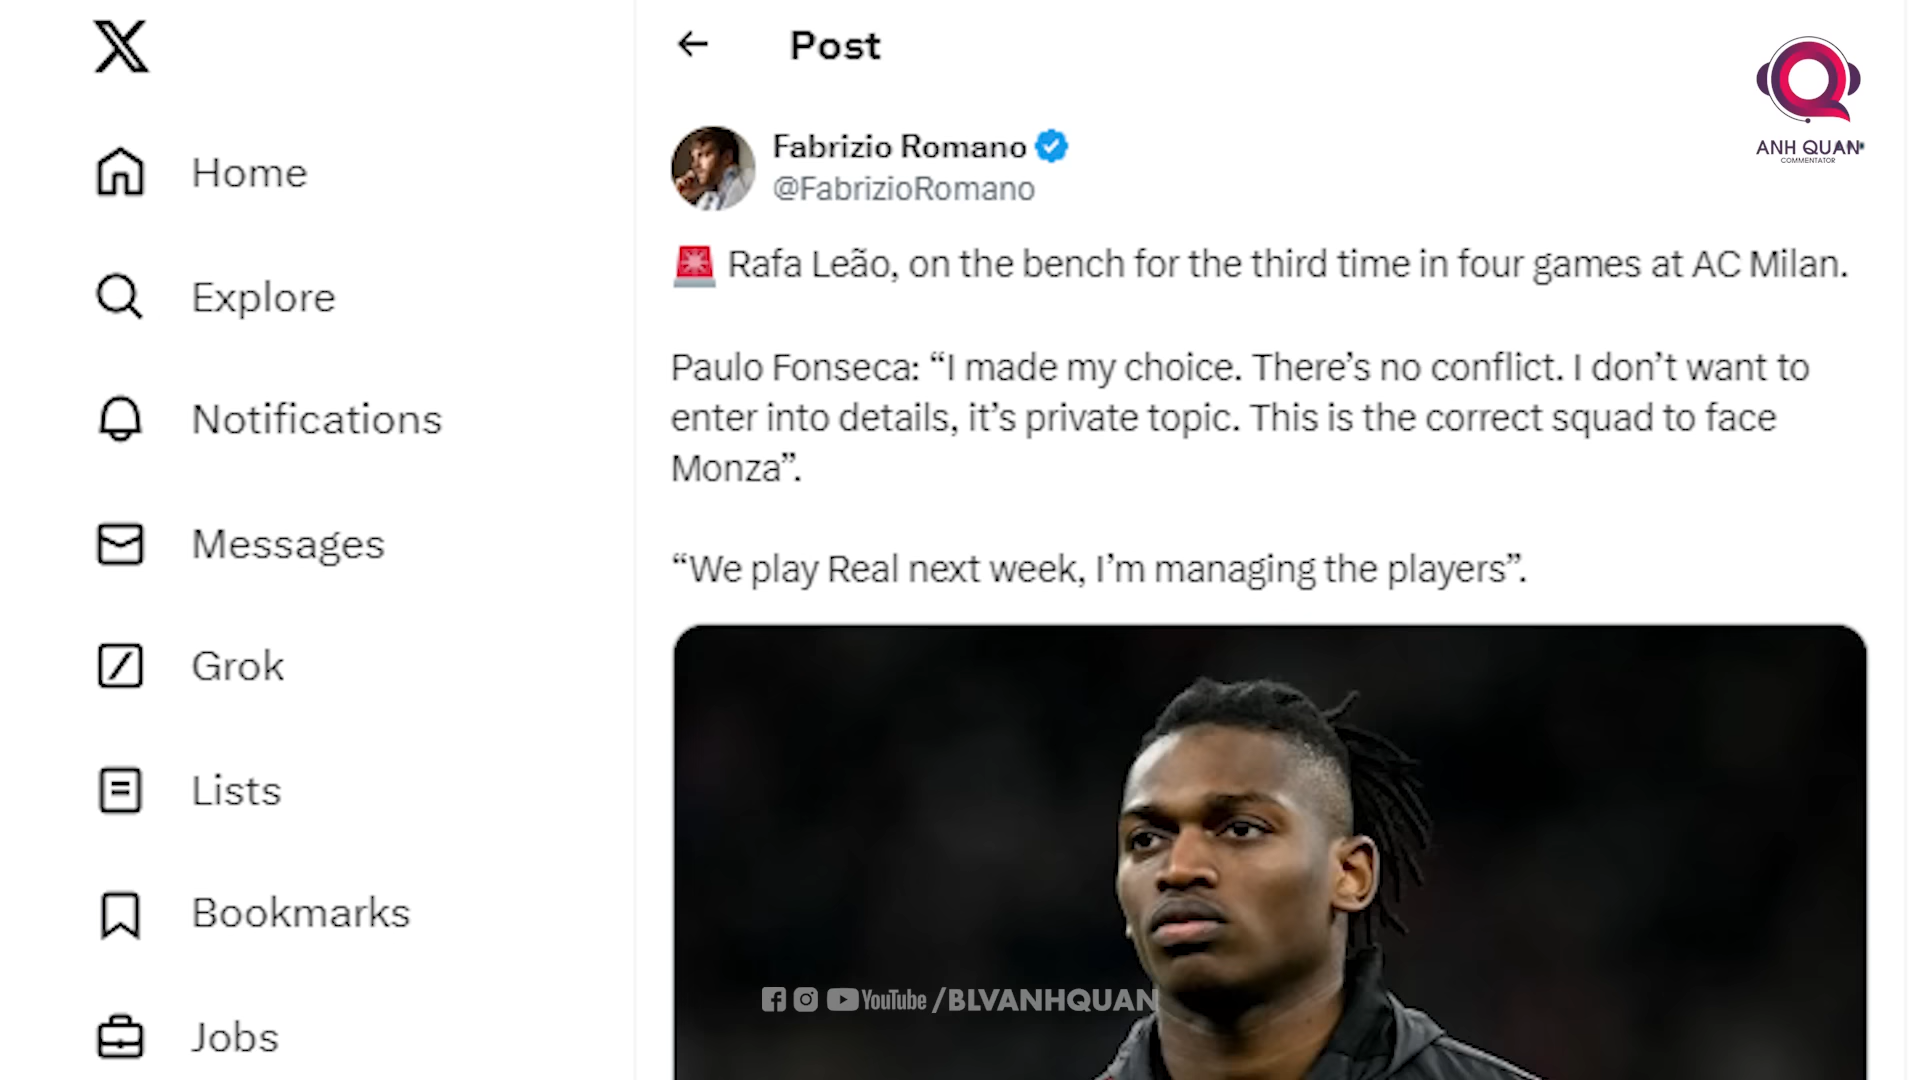 Post
ANH QUAN
COMMENTATOR
Home
Explore
Notifications
Messages
Grok
Lists
Bookmarks
Jobs
Fabrizio Romano
@FabrizioRomano
🚨 Rafa Leão, on the bench for the third time in four games at AC Milan.
Paulo Fonseca: “I made my choice. There’s no conflict. I don’t want to
enter into details, it’s private topic. This is the correct squad to face
Monza”.
“We play Real next week, I’m managing the players”.
YouTube /BLVANHQUAN